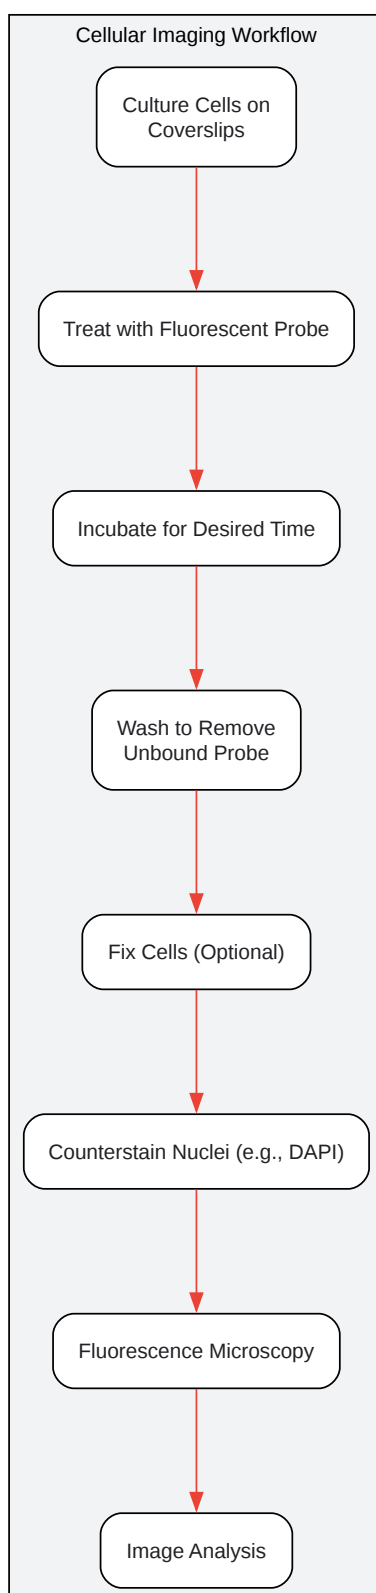 Cellular Imaging Workflow
Culture Cells on
Coverslips
Treat with Fluorescent Probe
Incubate for Desired Time
Wash to Remove
Unbound Probe
Fix Cells (Optional)
Counterstain Nuclei (e.g., DAPI)
Fluorescence Microscopy
Image Analysis